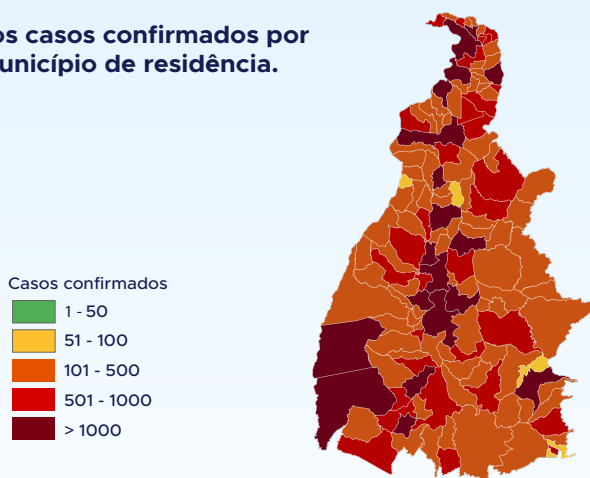 os casos confirmados por
unicípio de residência.
Casos confirmados
1 - 50
51 - 100
101 - 500
501 - 1000
> 1000